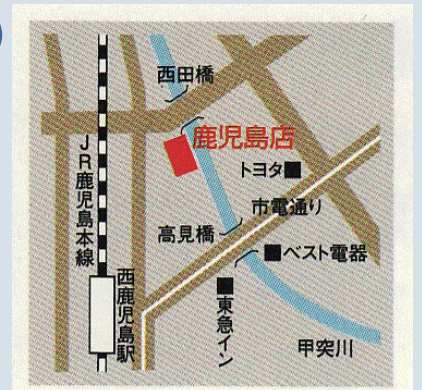 西田橋
鹿児島店
トヨタ
JR鹿児島本線
市電通り
高見橋
ベスト電器
西鹿児島駅
東急イン
甲突川